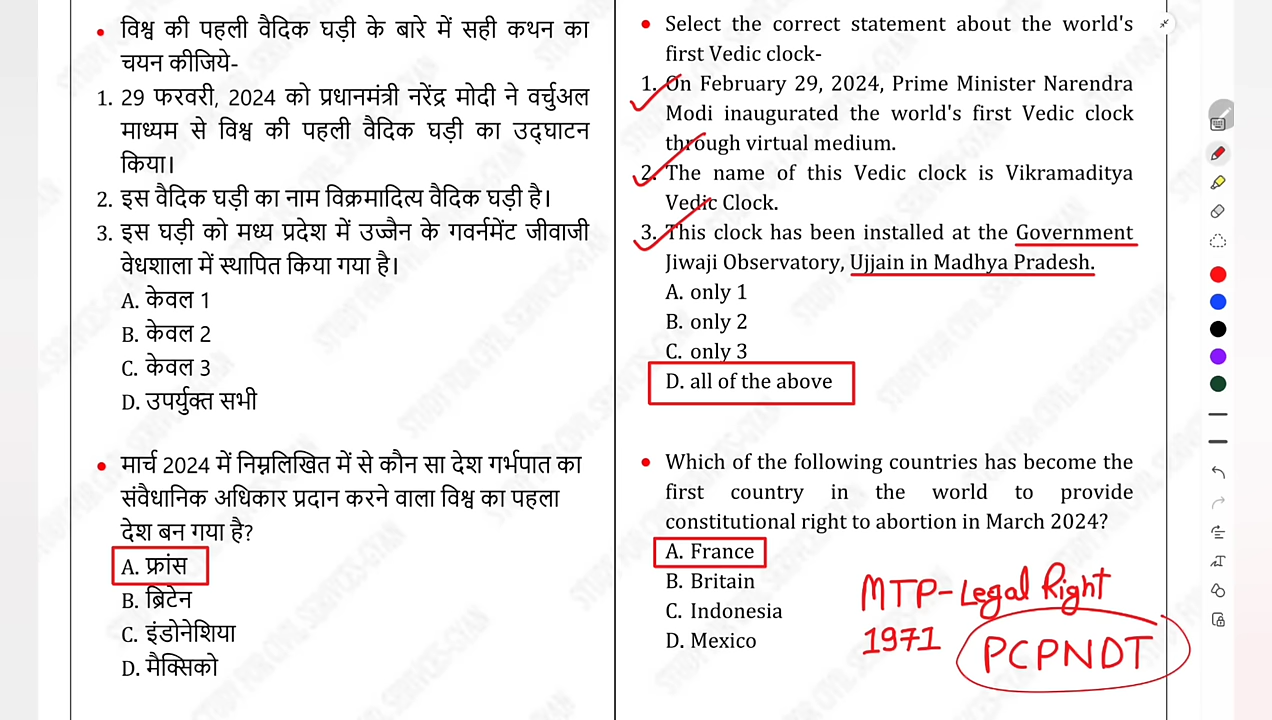 • विश्व की पहली वैदिक घड़ी के बारे में सही कथन का
चयन कीजिये-
1. 29 फरवरी, 2024 को प्रधानमंत्री नरेंद्र मोदी ने वर्चुअल
माध्यम से विश्व की पहली वैदिक घड़ी का उद्घाटन
किया।
2. इस वैदिक घड़ी का नाम विक्रमादित्य वैदिक घड़ी है।
3. इस घड़ी को मध्य प्रदेश में उज्जैन के गवर्नमेंट जीवाजी
वेधशाला में स्थापित किया गया है।
A. केवल 1
B. केवल 2
C. केवल 3
D. उपर्युक्त सभी
• मार्च 2024 में निम्नलिखित में से कौन सा देश गर्भपात का
संवैधानिक अधिकार प्रदान करने वाला विश्व का पहला
देश बन गया है?
A. फ्रांस
B. ब्रिटेन
C. इंडोनेशिया
D. मैक्सिको
• Select the correct statement about the world's
first Vedic clock-
1. On February 29, 2024, Prime Minister Narendra
Modi inaugurated the world's first Vedic clock
through virtual medium.
2. The name of this Vedic clock is Vikramaditya
Vedic Clock.
3. This clock has been installed at the Government
Jiwaji Observatory, Ujjain in Madhya Pradesh.
A. only 1
B. only 2
C. only 3
D. all of the above
• Which of the following countries has become the
first country in the world to provide
constitutional right to abortion in March 2024?
A. France
B. Britain
C. Indonesia
D. Mexico
MTP-Legal Right
1971
PCPNDT